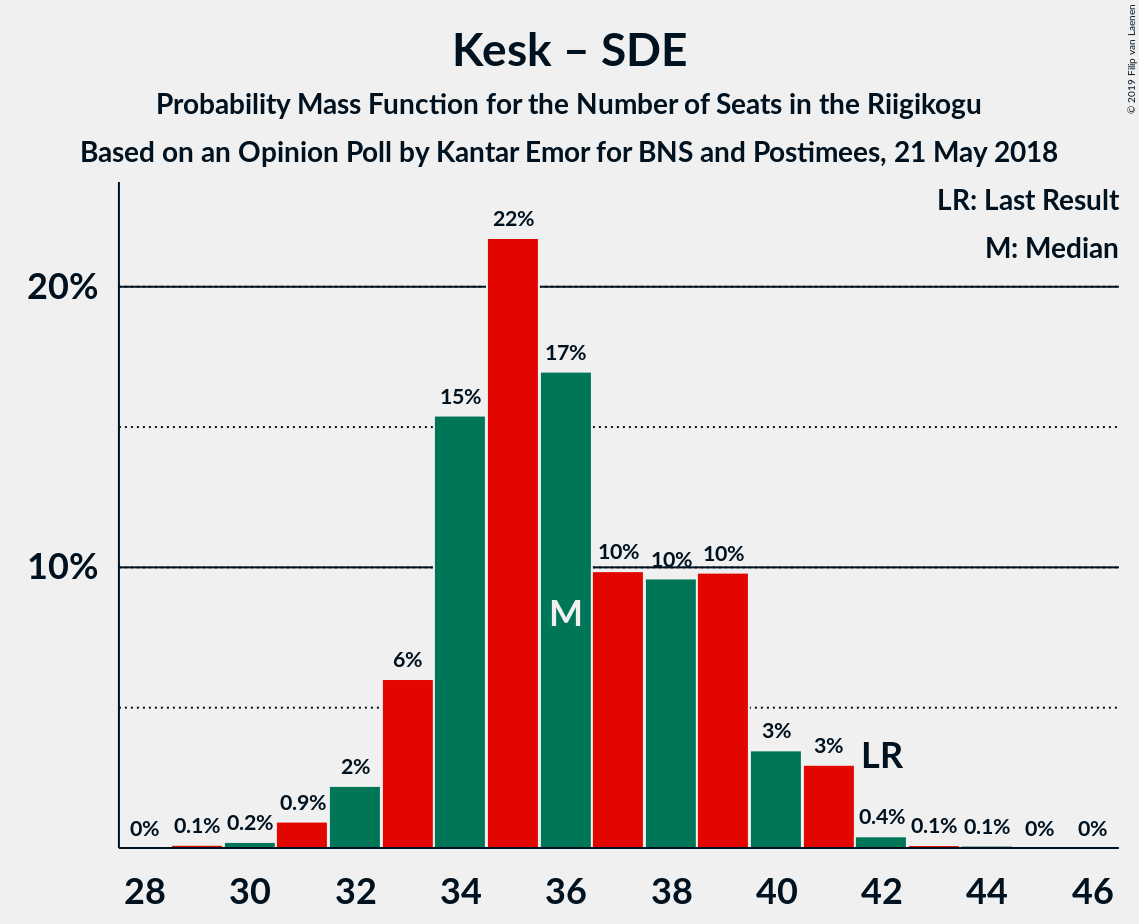 Kesk – SDE
Probability Mass Function for the Number of Seats in the Riigikogu
Based on an Opinion Poll by Kantar Emor for BNS and Postimees, 21 May 2018
© 2019 Filip van Laenen
LR: Last Result
M: Median
20%
10%
0%
0.1%
0.2%
0.9%
2%
6%
15%
22%
17%
10%
10%
10%
3%
3%
0.4%
0.1%
0.1%
0%
0%
M
LR
28 30 32 34 36 38 40 42 44 46